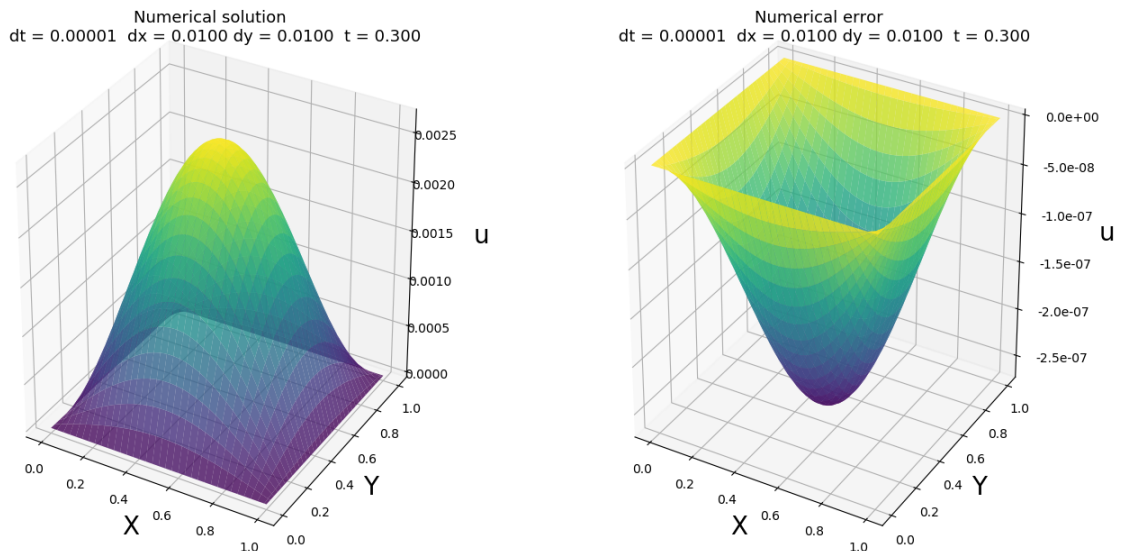 Numerical solution
dt = 0.00001  dx = 0.0100 dy = 0.0100  t = 0.300
0.0025
0.0020
0.0015
0.0010
0.0005
0.0000
u
0.0
0.2
0.4
0.6
0.8
1.0
X
0.0
0.2
0.4
0.6
0.8
1.0
Y
Numerical error
dt = 0.00001  dx = 0.0100 dy = 0.0100  t = 0.300
0.0e+00
-5.0e-08
-1.0e-07
-1.5e-07
-2.0e-07
-2.5e-07
u
0.0
0.2
0.4
0.6
0.8
1.0
X
0.0
0.2
0.4
0.6
0.8
1.0
Y